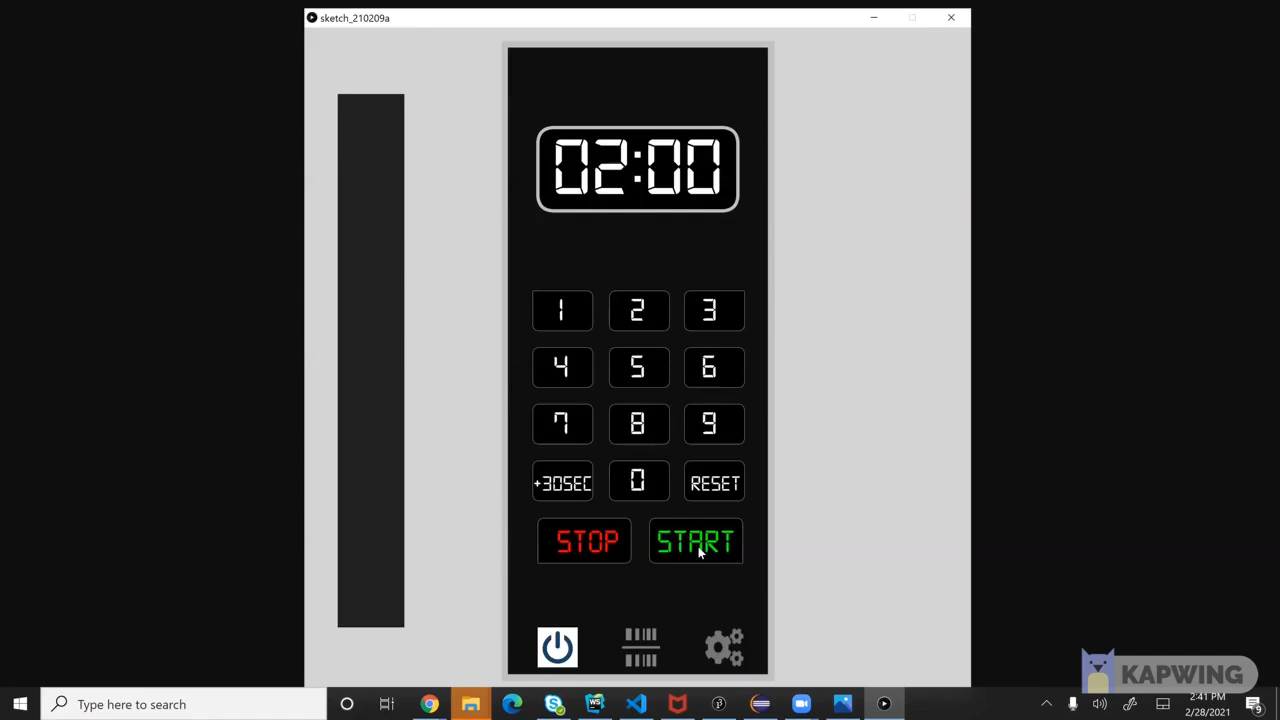 sketch_210209a
02:00
1 2 3
4 5 6
7 8 9
+30SEC 0 RESET
STOP START
KAPWING
Type here to search
WS
2:41 PM
2/28/2021